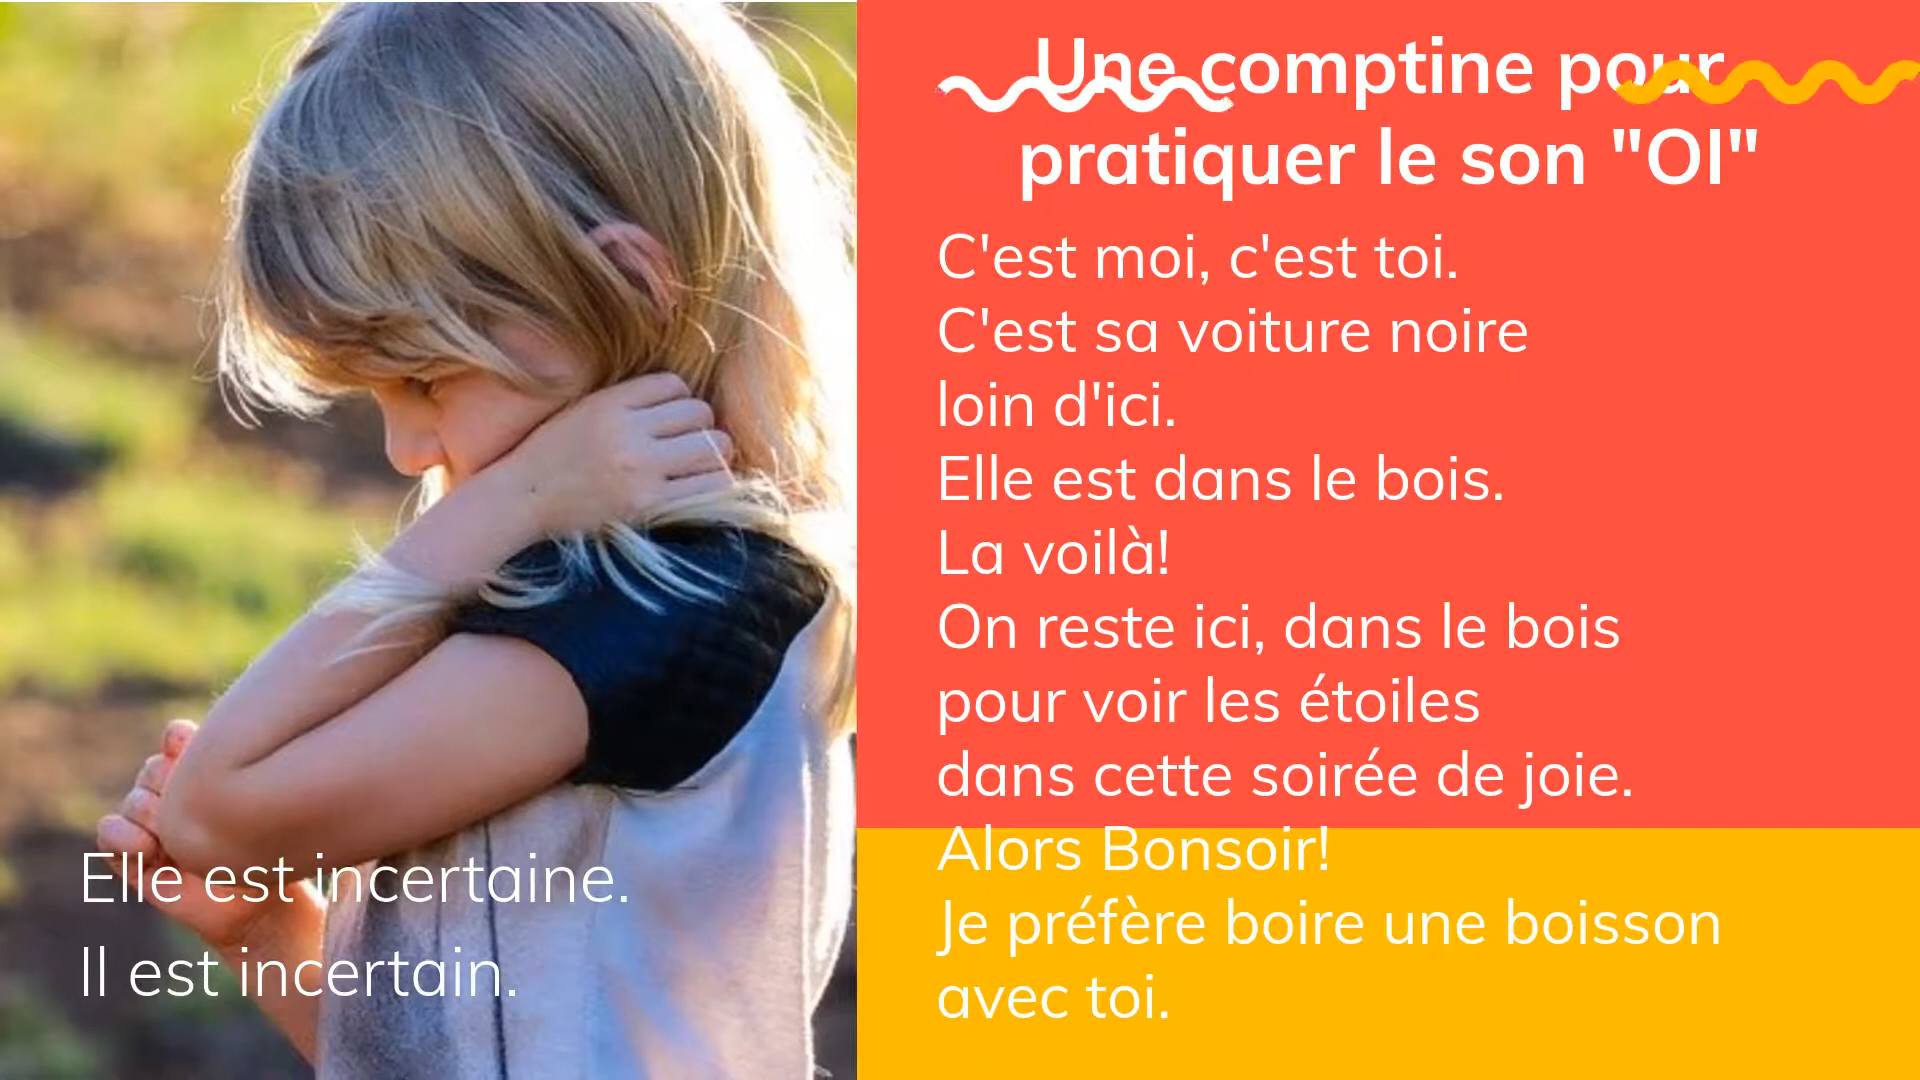 Une comptine pour
pratiquer le son "OI"
C'est moi, c'est toi.
C'est sa voiture noire
loin d'ici.
Elle est dans le bois.
La voilà!
On reste ici, dans le bois
pour voir les étoiles
dans cette soirée de joie.
Alors Bonsoir!
Je préfère boire une boisson
avec toi.
Elle est incertaine.
Il est incertain.